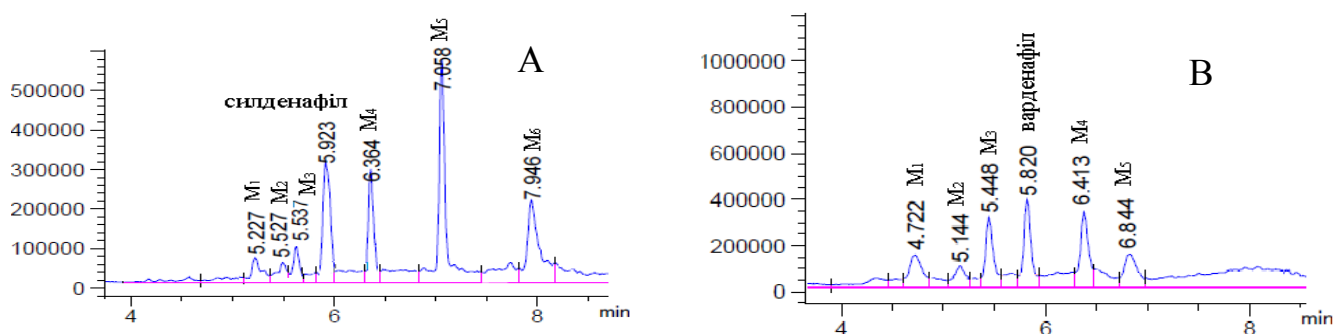 A
силденафіл
5.227 M₁
5.527 M₂
5.537 M₃
5.923
6.364 M₄
7.058 M₅
7.946 M₆
500000
400000
300000
200000
100000
0
4
6
8
min
B
4.722 M₁
5.144 M₂
5.448 M₃
5.820 варденафіл
6.413 M₄
6.844 M₅
1000000
800000
600000
400000
200000
0
4
6
8
min